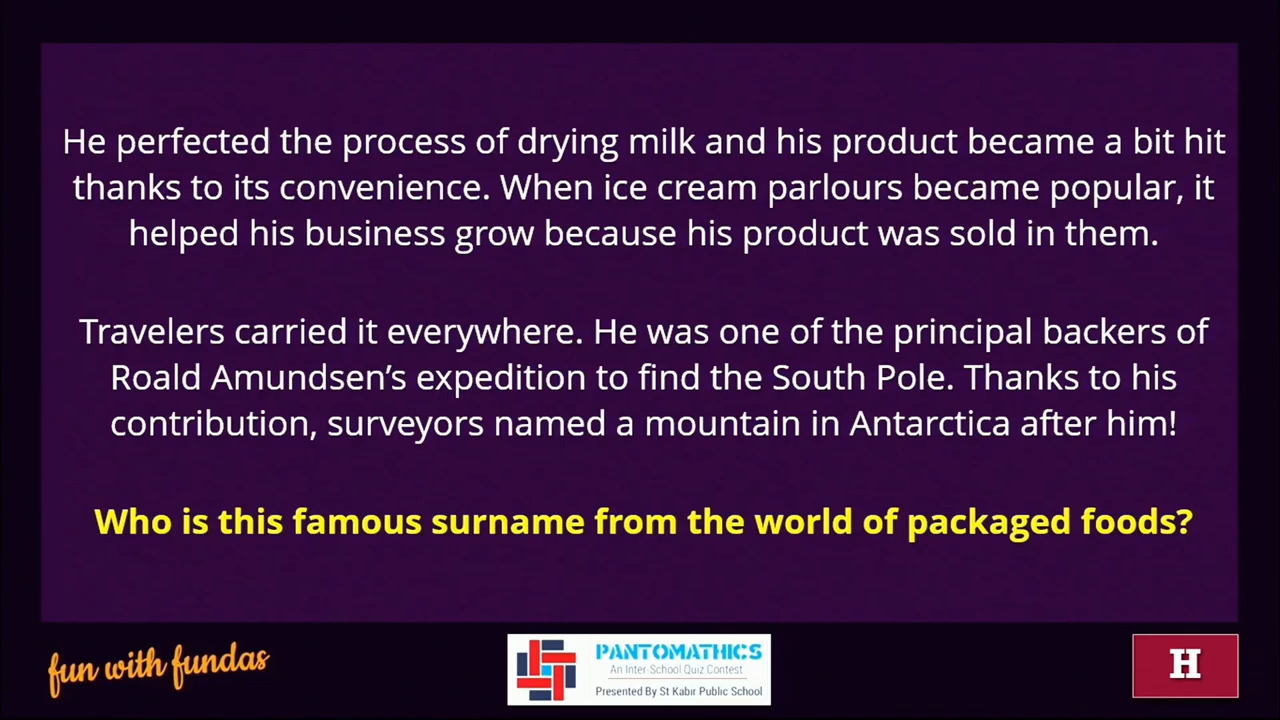 He perfected the process of drying milk and his product became a bit hit
thanks to its convenience. When ice cream parlours became popular, it
helped his business grow because his product was sold in them.
Travelers carried it everywhere. He was one of the principal backers of
Roald Amundsen’s expedition to find the South Pole. Thanks to his
contribution, surveyors named a mountain in Antarctica after him!
Who is this famous surname from the world of packaged foods?
fun with fundas
PANTOMATHICS
An Inter-School Quiz Contest
Presented By St Kabir Public School
H